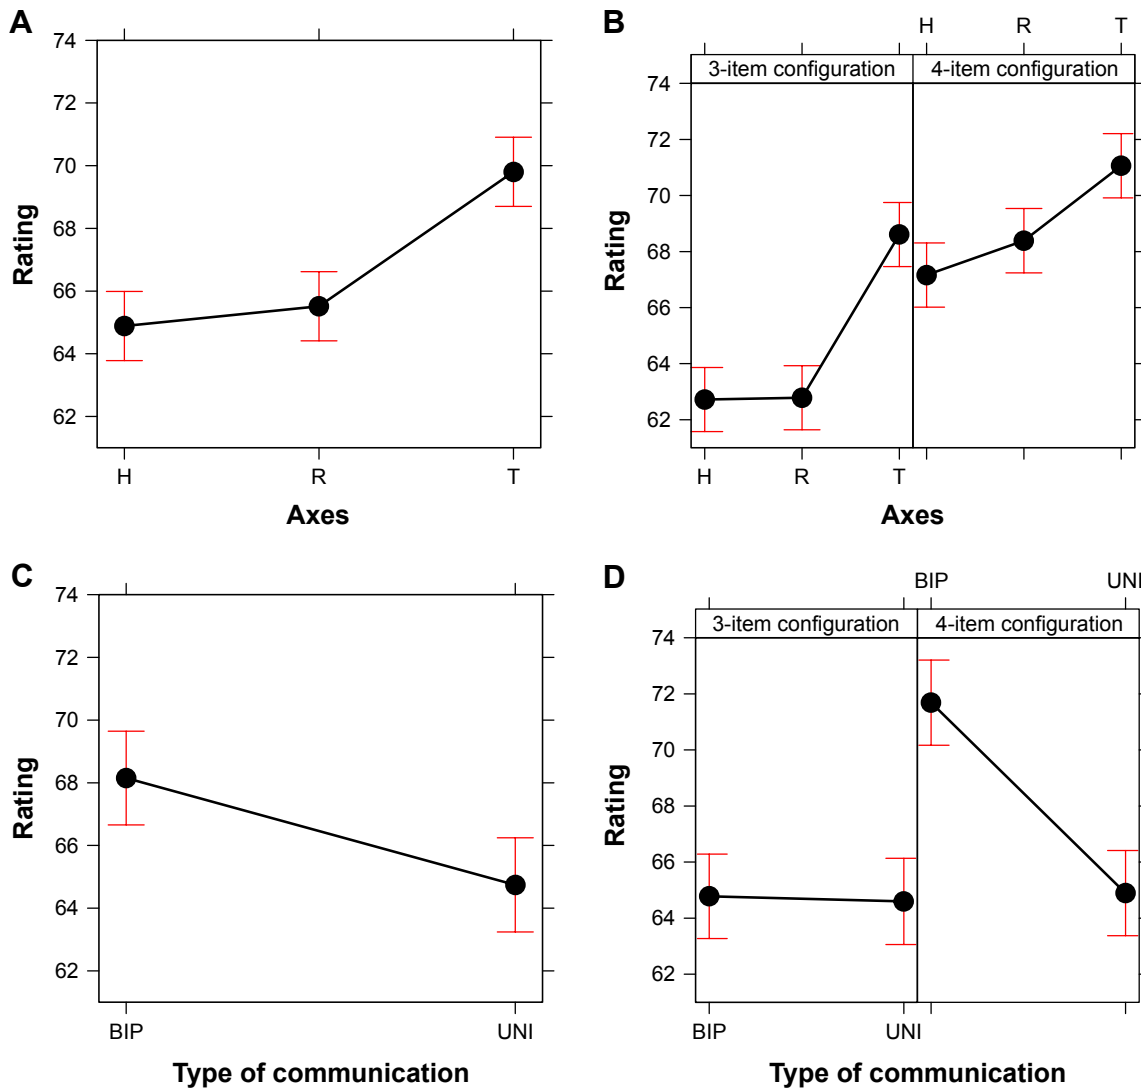 A
74
72
70
68
66
64
62
Rating
H R T
Axes
B
H R T
3-item configuration 4-item configuration
74
72
70
68
66
64
62
Rating
H R T
Axes
C
74
72
70
68
66
64
62
Rating
BIP UNI
Type of communication
D
BIP UNI
3-item configuration 4-item configuration
74
72
70
68
66
64
62
Rating
BIP UNI
Type of communication